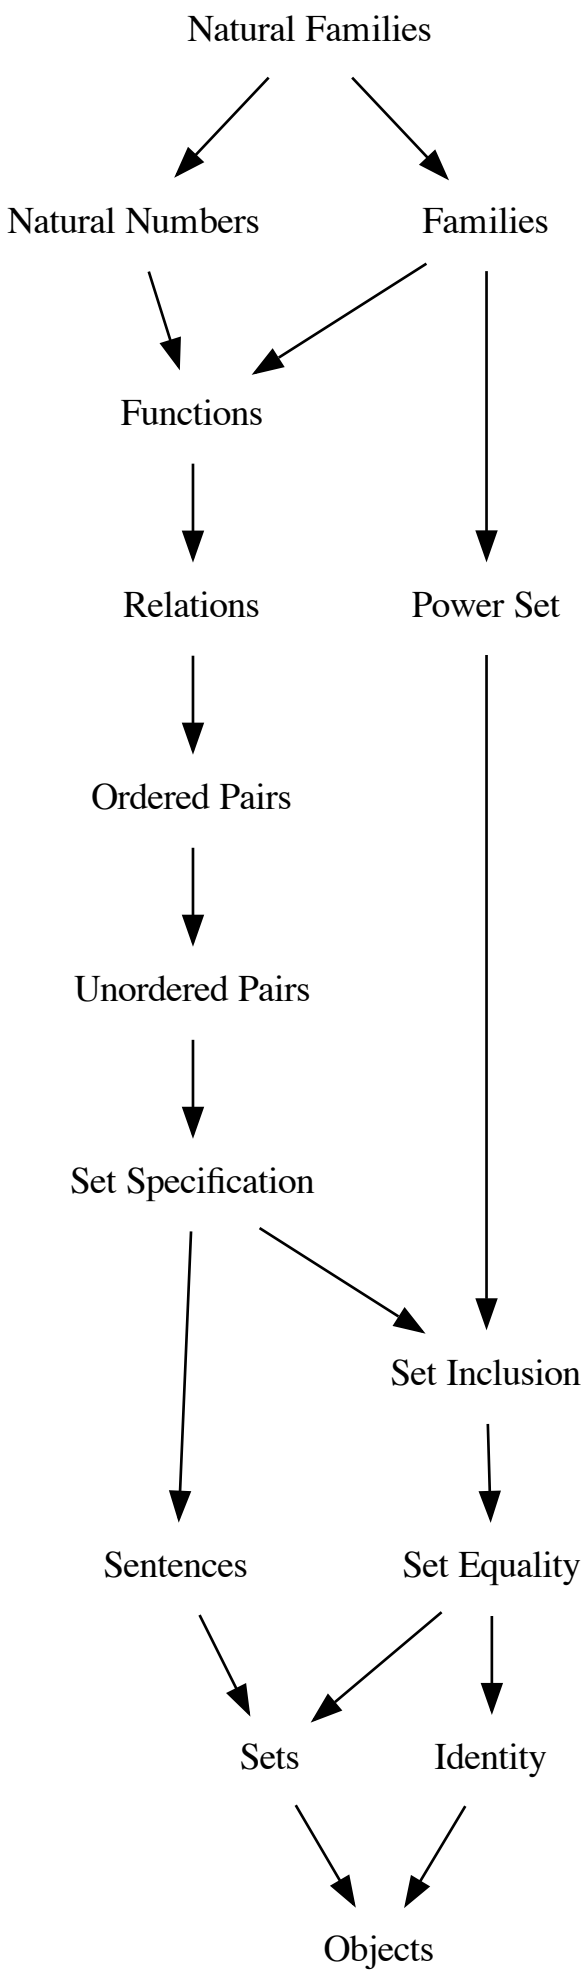 Natural Families
Natural Numbers
Families
Functions
Relations
Power Set
Ordered Pairs
Unordered Pairs
Set Specification
Set Inclusion
Sentences
Set Equality
Sets
Identity
Objects